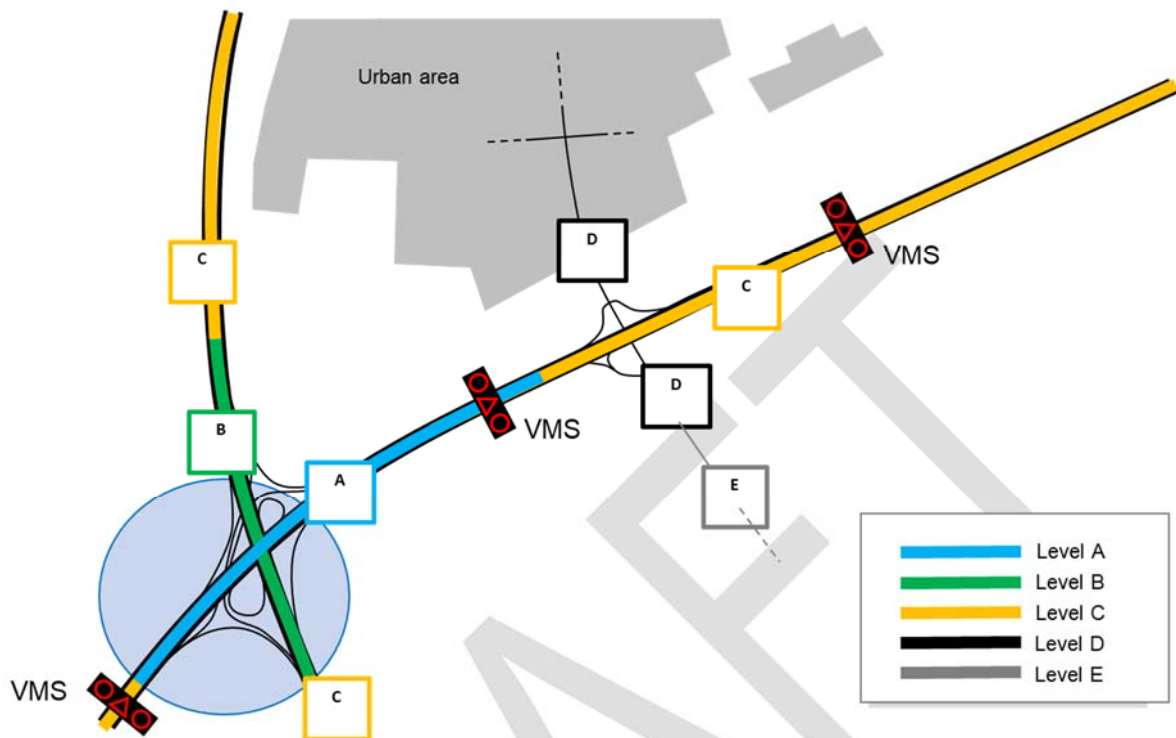 Urban area
D
C
C
VMS
D
VMS
B
A
E
Level A
Level B
Level C
Level D
Level E
VMS
C